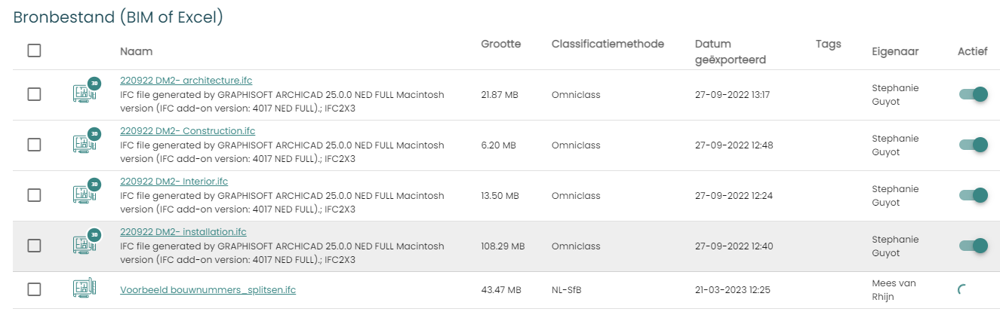 Bronbestand (BIM of Excel)
Naam Grootte Classificatiemethode Datum geëxporteerd Tags Eigenaar Actief
3D
220922 DM2- architecture.ifc
IFC file generated by GRAPHISOFT ARCHICAD 25.0.0 NED FULL Macintosh
version (IFC add-on version: 4017 NED FULL).; IFC2X3
21.87 MB Omniclass 27-09-2022 13:17 Stephanie
Guyot
3D
220922 DM2- Construction.ifc
IFC file generated by GRAPHISOFT ARCHICAD 25.0.0 NED FULL Macintosh
version (IFC add-on version: 4017 NED FULL).; IFC2X3
6.20 MB Omniclass 27-09-2022 12:48 Stephanie
Guyot
3D
220922 DM2- Interior.ifc
IFC file generated by GRAPHISOFT ARCHICAD 25.0.0 NED FULL Macintosh
version (IFC add-on version: 4017 NED FULL).; IFC2X3
13.50 MB Omniclass 27-09-2022 12:24 Stephanie
Guyot
3D
220922 DM2- installation.ifc
IFC file generated by GRAPHISOFT ARCHICAD 25.0.0 NED FULL Macintosh
version (IFC add-on version: 4017 NED FULL).; IFC2X3
108.29 MB Omniclass 27-09-2022 12:40 Stephanie
Guyot
Voorbeeld bouwnummers_splitsen.ifc 43.47 MB NL-SfB 21-03-2023 12:25 Mees van
Rhijn